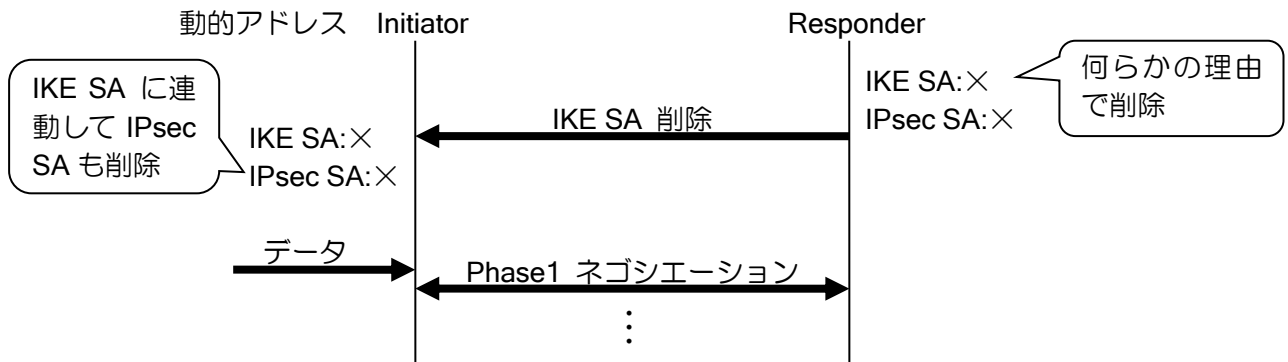 動的アドレス Initiator
Responder
IKE SA に連
動して IPsec
SA も削除
IKE SA:×
IPsec SA:×
IKE SA 削除
IKE SA:×
IPsec SA:×
何らかの理由
で削除
データ
Phase1 ネゴシエーション
⋮